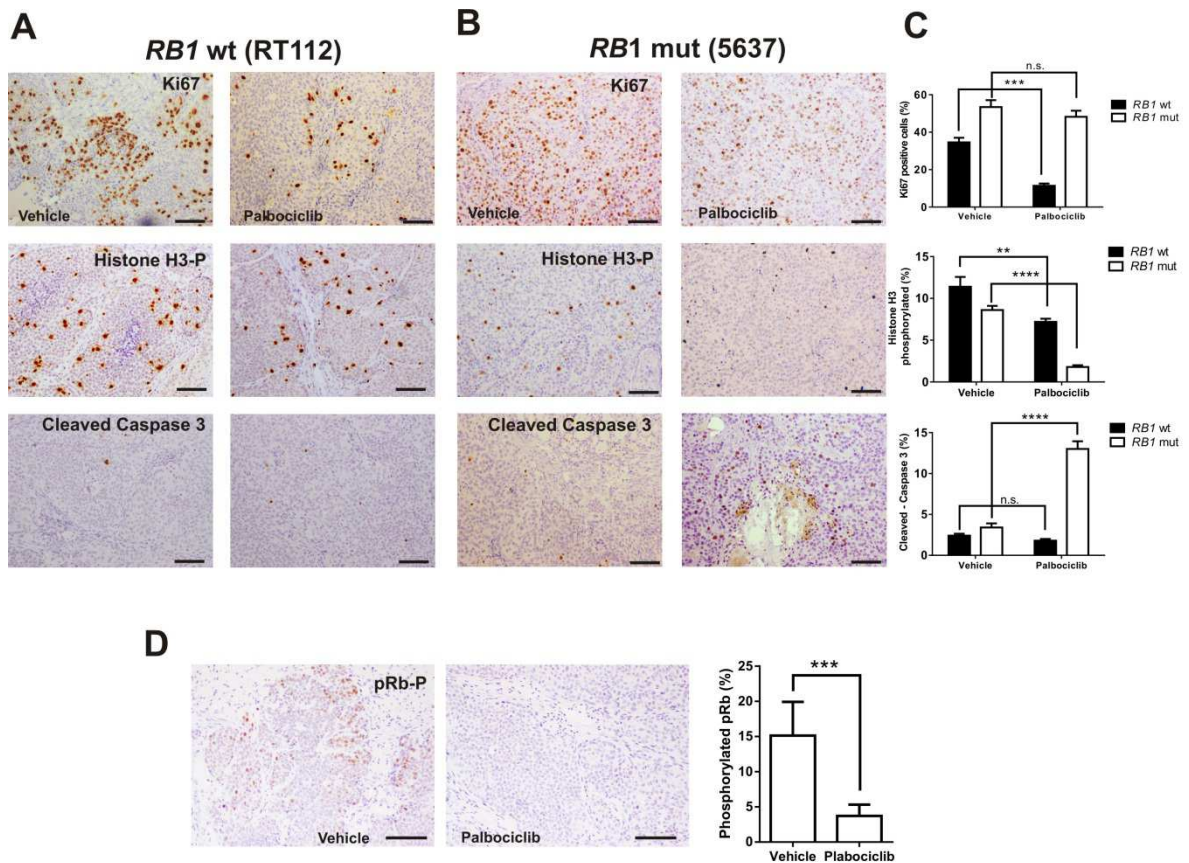 A
RB1 wt (RT112)
B
RB1 mut (5637)
C
Ki67
Vehicle
Palbociclib
Ki67
Vehicle
Palbociclib
Histone H3-P
Histone H3-P
Cleaved Caspase 3
Cleaved Caspase 3
Ki67 positive cells (%)
80
60
40
20
0
n.s.
***
RB1 wt
RB1 mut
Vehicle
Palbociclib
Histone H3
phosphorylated (%)
15
10
5
0
**
****
RB1 wt
RB1 mut
Vehicle
Palbociclib
Cleaved - Caspase 3 (%)
15
10
5
0
****
n.s.
RB1 wt
RB1 mut
Vehicle
Palbociclib
D
pRb-P
Vehicle
Palbociclib
Phosphorylated pRb (%)
25
20
15
10
5
0
***
Vehicle
Plabociclib